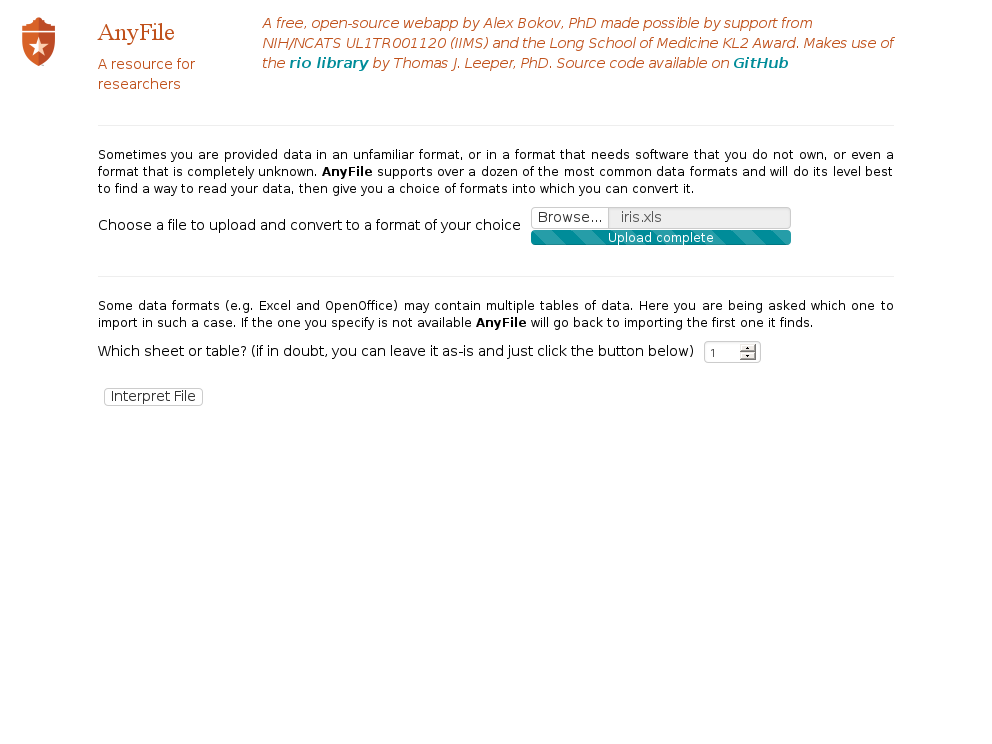 AnyFile
A resource for
researchers
A free, open-source webapp by Alex Bokov, PhD made possible by support from
NIH/NCATS UL1TR001120 (IIMS) and the Long School of Medicine KL2 Award. Makes use of
the rio library by Thomas J. Leeper, PhD. Source code available on GitHub
Sometimes you are provided data in an unfamiliar format, or in a format that needs software that you do not own, or even a
format that is completely unknown. AnyFile supports over a dozen of the most common data formats and will do its level best
to find a way to read your data, then give you a choice of formats into which you can convert it.
Choose a file to upload and convert to a format of your choice
Browse... iris.xls
Upload complete
Some data formats (e.g. Excel and OpenOffice) may contain multiple tables of data. Here you are being asked which one to
import in such a case. If the one you specify is not available AnyFile will go back to importing the first one it finds.
Which sheet or table? (if in doubt, you can leave it as-is and just click the button below) 1
Interpret File